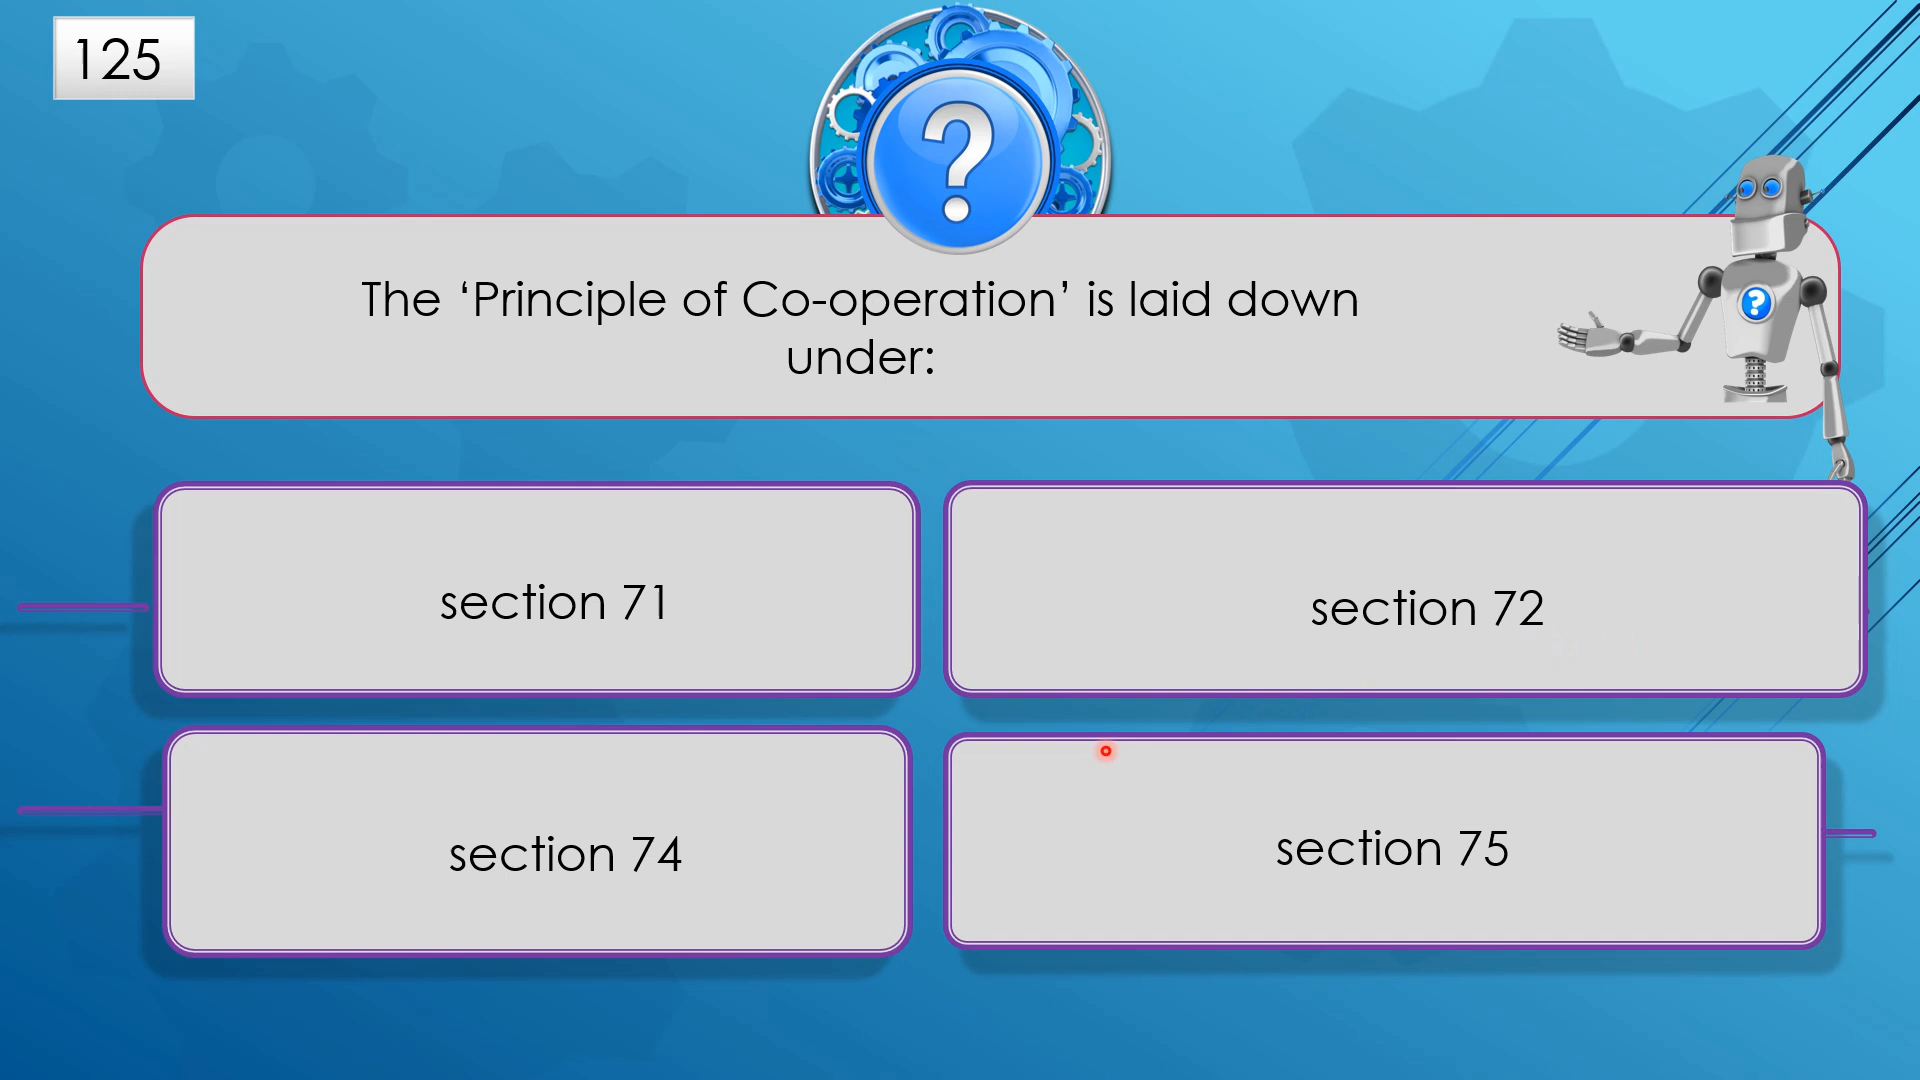 125
?
The ‘Principle of Co-operation’ is laid down
under:
?
section 71
section 72
section 74
section 75